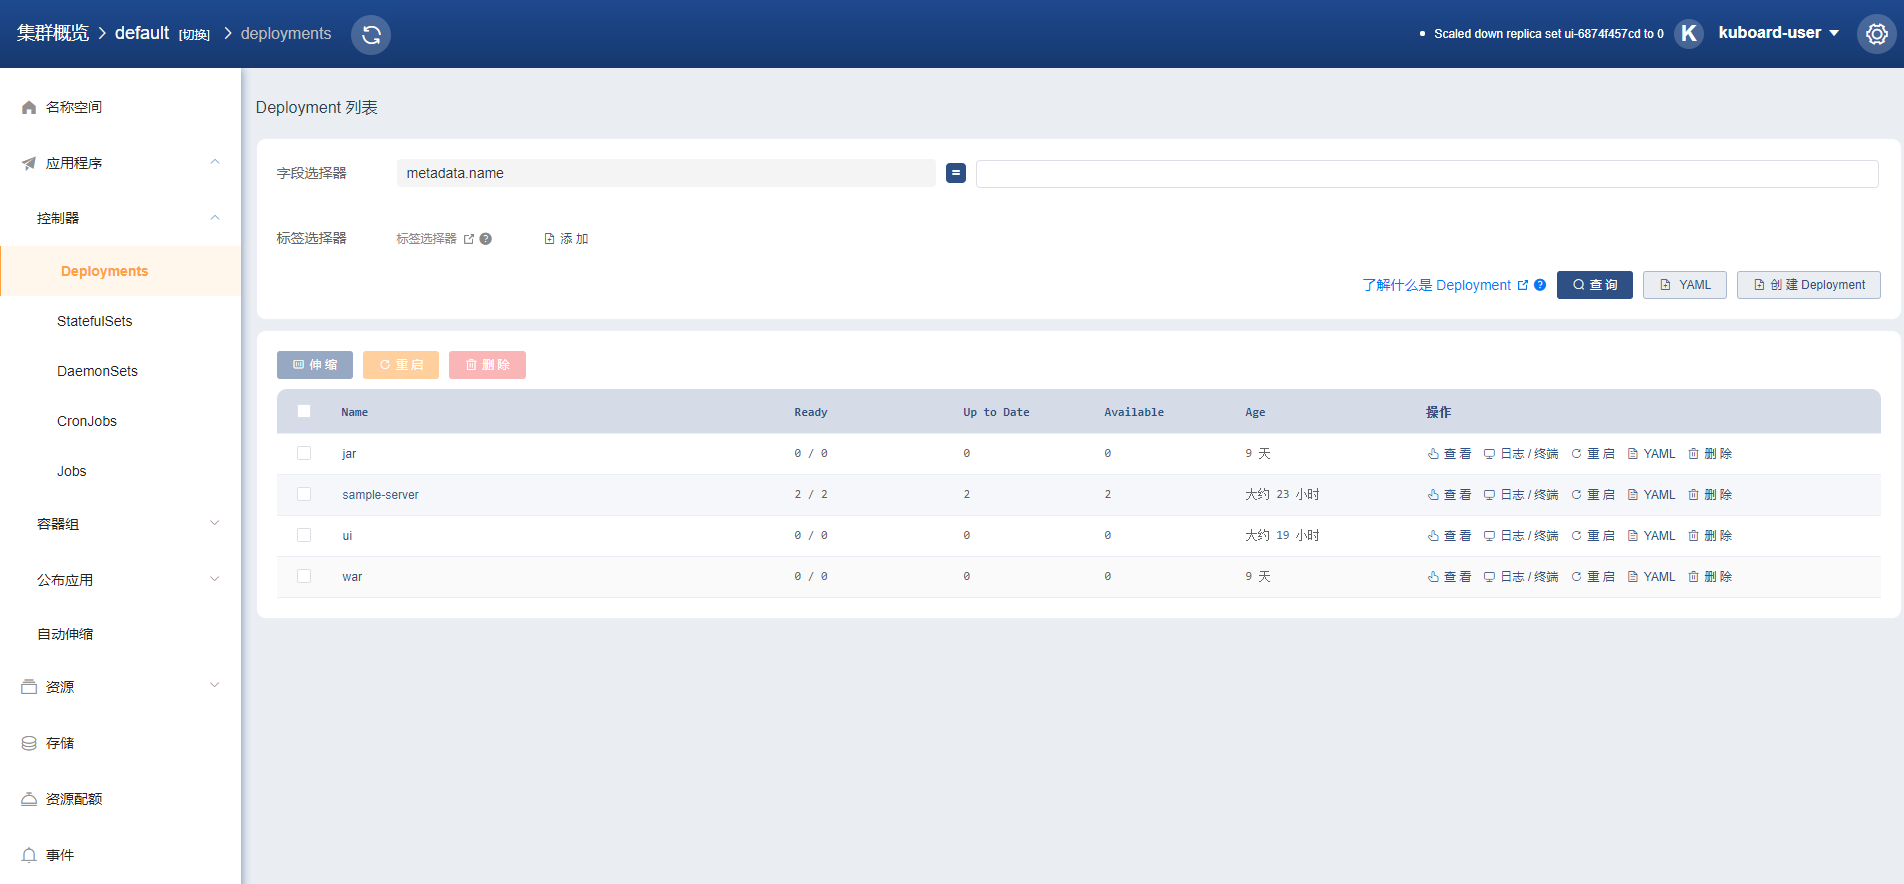 集群概览 > default [切换] > deployments
• Scaled down replica set ui-6874f457cd to 0 K kuboard-user
名称空间
应用程序
控制器
Deployments
StatefulSets
DaemonSets
CronJobs
Jobs
容器组
公布应用
自动伸缩
资源
存储
资源配额
事件
Deployment 列表
字段选择器 metadata.name =
标签选择器 标签选择器 添 加
了解什么是 Deployment 查 询 YAML 创 建 Deployment
伸 缩 重 启 删 除
Name Ready Up to Date Available Age 操作
jar 0 / 0 0 0 9 天 查 看 日志 / 终端 重 启 YAML 删 除
sample-server 2 / 2 2 2 大约 23 小时 查 看 日志 / 终端 重 启 YAML 删 除
ui 0 / 0 0 0 大约 19 小时 查 看 日志 / 终端 重 启 YAML 删 除
war 0 / 0 0 0 9 天 查 看 日志 / 终端 重 启 YAML 删 除